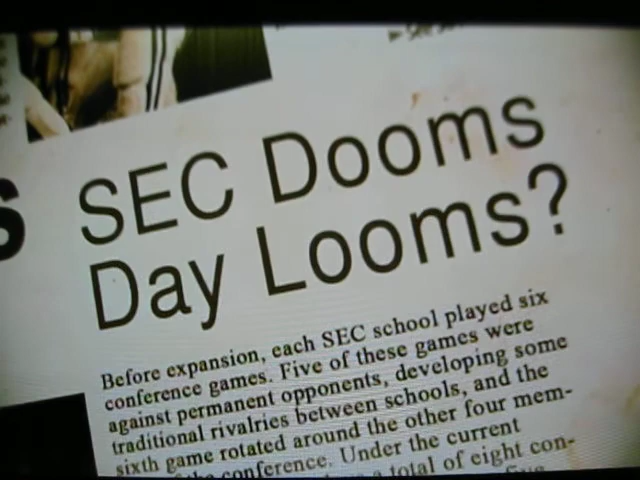 SEC Dooms
Day Looms?
Before expansion, each SEC school played six
conference games. Five of these games were
against permanent opponents, developing some
traditional rivalries between schools, and the
sixth game rotated around the other four mem-
the conference. Under the current
a total of eight con-
five